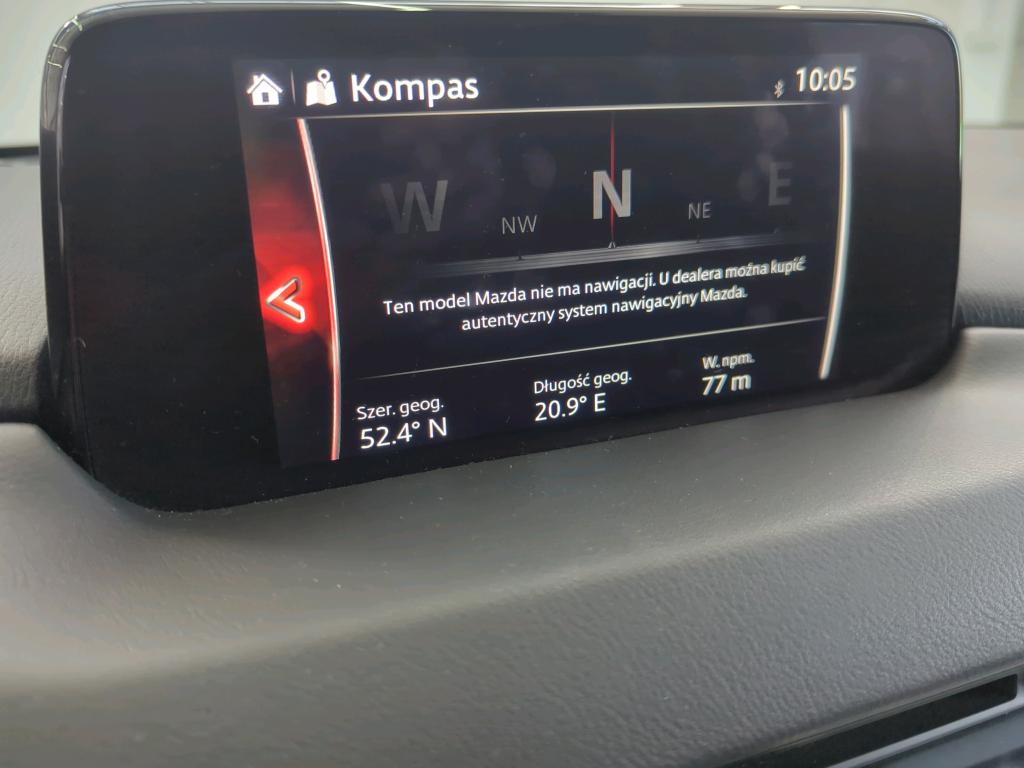 Kompas
10:05
W NW N NE E
Ten model Mazda nie ma nawigacji. U dealera można kupić
autentyczny system nawigacyjny Mazda.
Szer. geog. Długość geog. W. npm.
52.4° N 20.9° E 77 m